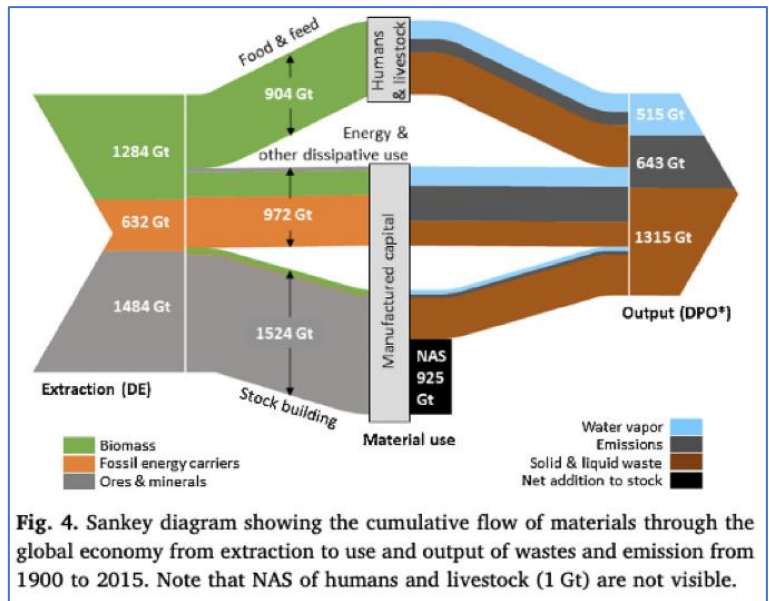 Food & feed
904 Gt
Humans
& livestock
Energy &
other dissipative use
1284 Gt
632 Gt
972 Gt
1484 Gt
1524 Gt
Manufactured capital
515 Gt
643 Gt
1315 Gt
Output (DPO*)
NAS
925
Gt
Extraction (DE)
Stock building
Material use
Biomass
Fossil energy carriers
Ores & minerals
Water vapor
Emissions
Solid & liquid waste
Net addition to stock
Fig. 4. Sankey diagram showing the cumulative flow of materials through the
global economy from extraction to use and output of wastes and emission from
1900 to 2015. Note that NAS of humans and livestock (1 Gt) are not visible.